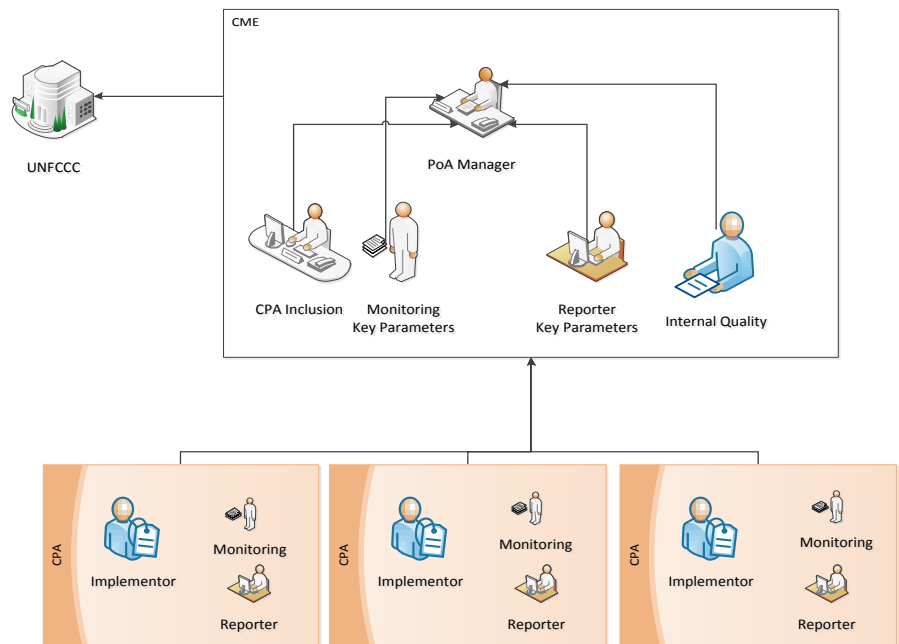 CME
UNFCCC
PoA Manager
CPA Inclusion
Monitoring
Key Parameters
Reporter
Key Parameters
Internal Quality
CPA
Implementor
Monitoring
Reporter
CPA
Implementor
Monitoring
Reporter
CPA
Implementor
Monitoring
Reporter